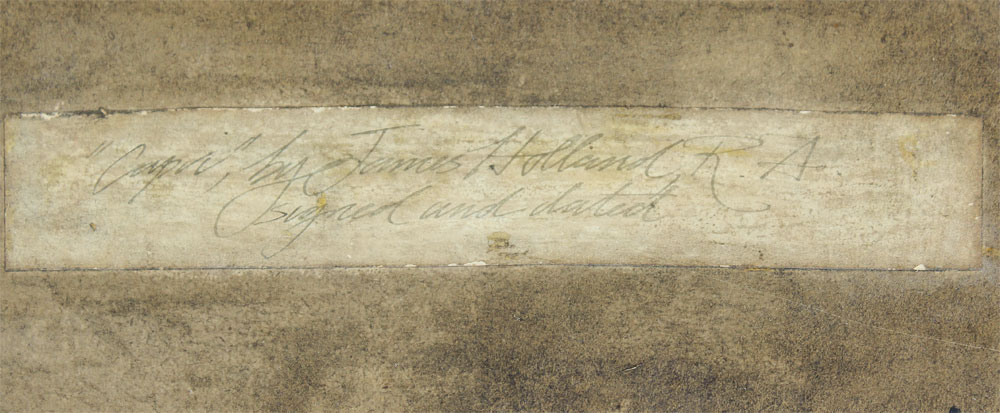 "Capri", by James Holland, R A
signed and dated